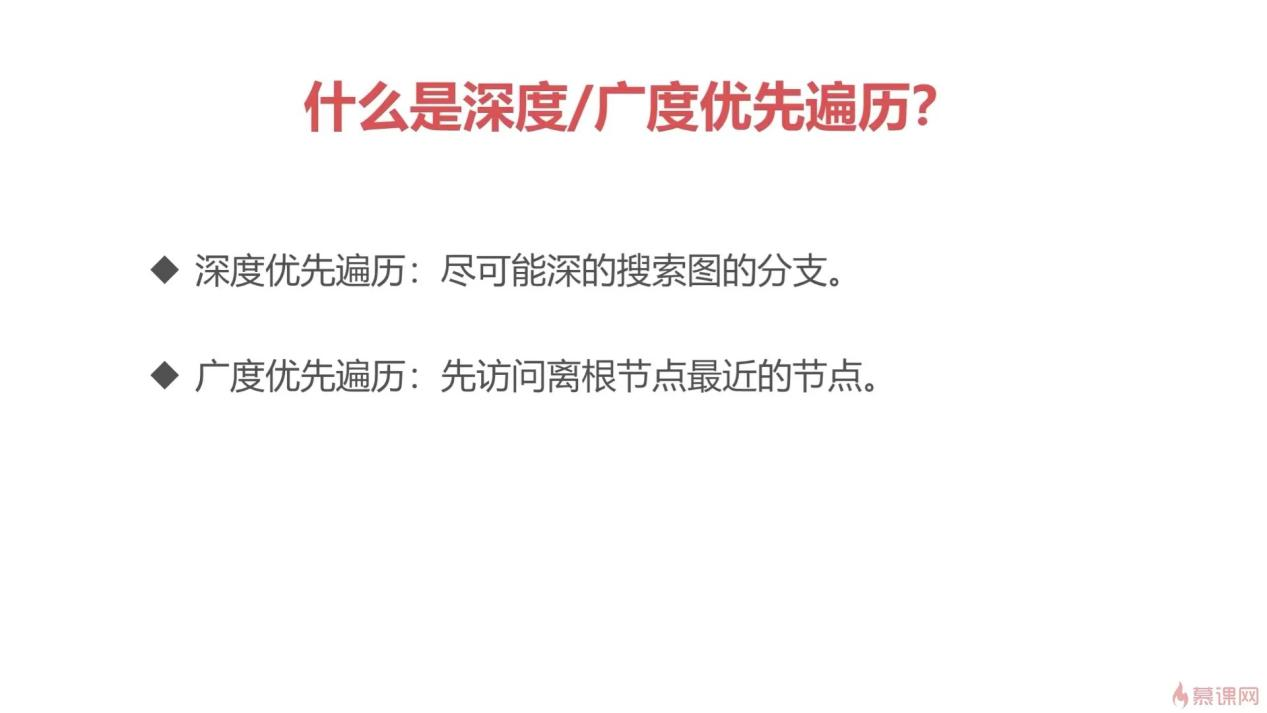 什么是深度/广度优先遍历?
◆ 深度优先遍历：尽可能深的搜索图的分支。
◆ 广度优先遍历：先访问离根节点最近的节点。
慕课网